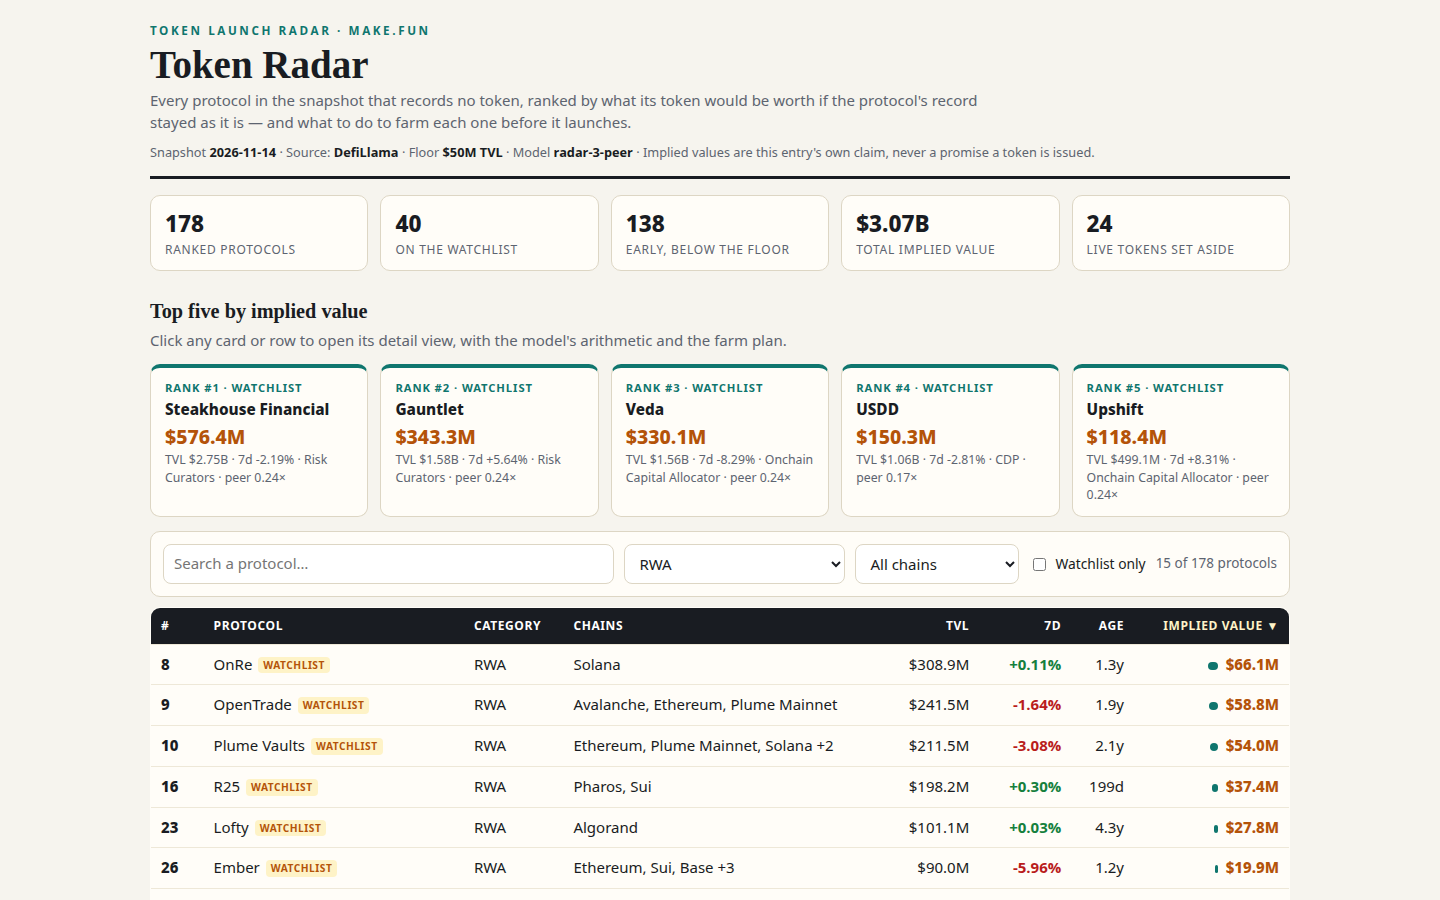 TOKEN LAUNCH RADAR · MAKE.FUN
Token Radar
Every protocol in the snapshot that records no token, ranked by what its token would be worth if the protocol's record
stayed as it is — and what to do to farm each one before it launches.
Snapshot 2026-11-14 · Source: DefiLlama · Floor $50M TVL · Model radar-3-peer · Implied values are this entry's own claim, never a promise a token is issued.
178
RANKED PROTOCOLS
40
ON THE WATCHLIST
138
EARLY, BELOW THE FLOOR
$3.07B
TOTAL IMPLIED VALUE
24
LIVE TOKENS SET ASIDE
Top five by implied value
Click any card or row to open its detail view, with the model's arithmetic and the farm plan.
RANK #1 · WATCHLIST
Steakhouse Financial
$576.4M
TVL $2.75B · 7d -2.19% · Risk
Curators · peer 0.24×
RANK #2 · WATCHLIST
Gauntlet
$343.3M
TVL $1.58B · 7d +5.64% · Risk
Curators · peer 0.24×
RANK #3 · WATCHLIST
Veda
$330.1M
TVL $1.56B · 7d -8.29% · Onchain
Capital Allocator · peer 0.24×
RANK #4 · WATCHLIST
USDD
$150.3M
TVL $1.06B · 7d -2.81% · CDP ·
peer 0.17×
RANK #5 · WATCHLIST
Upshift
$118.4M
TVL $499.1M · 7d +8.31% ·
Onchain Capital Allocator · peer
0.24×
Search a protocol... RWA All chains Watchlist only 15 of 178 protocols
# PROTOCOL CATEGORY CHAINS TVL 7D AGE IMPLIED VALUE ▼
8 OnRe WATCHLIST RWA Solana $308.9M +0.11% 1.3y $66.1M
9 OpenTrade WATCHLIST RWA Avalanche, Ethereum, Plume Mainnet $241.5M -1.64% 1.9y $58.8M
10 Plume Vaults WATCHLIST RWA Ethereum, Plume Mainnet, Solana +2 $211.5M -3.08% 2.1y $54.0M
16 R25 WATCHLIST RWA Pharos, Sui $198.2M +0.30% 199d $37.4M
23 Lofty WATCHLIST RWA Algorand $101.1M +0.03% 4.3y $27.8M
26 Ember WATCHLIST RWA Ethereum, Sui, Base +3 $90.0M -5.96% 1.2y $19.9M